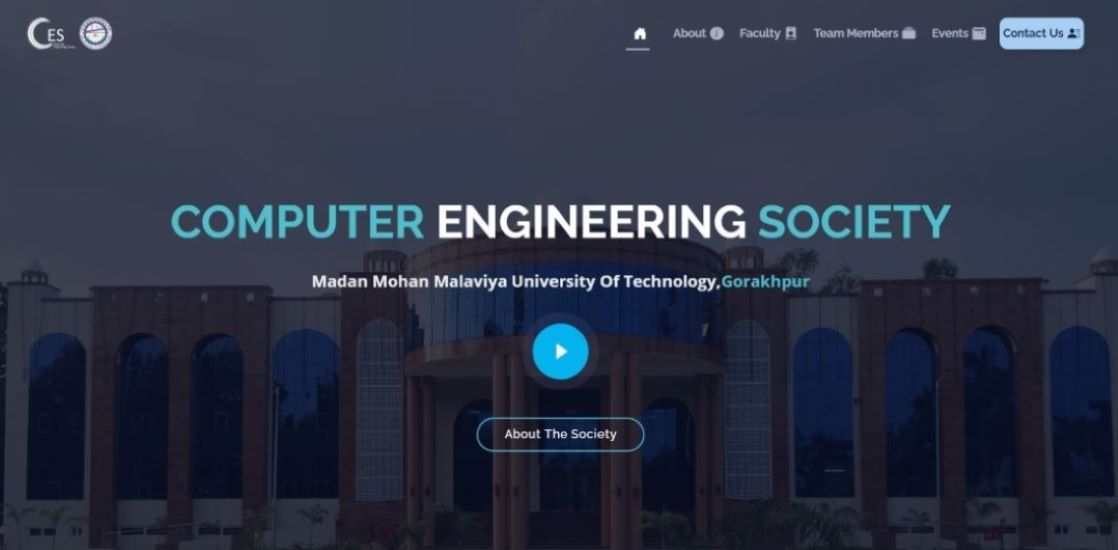 CES
About
Faculty
Team Members
Events
Contact Us
COMPUTER ENGINEERING SOCIETY
Madan Mohan Malaviya University Of Technology,Gorakhpur
About The Society